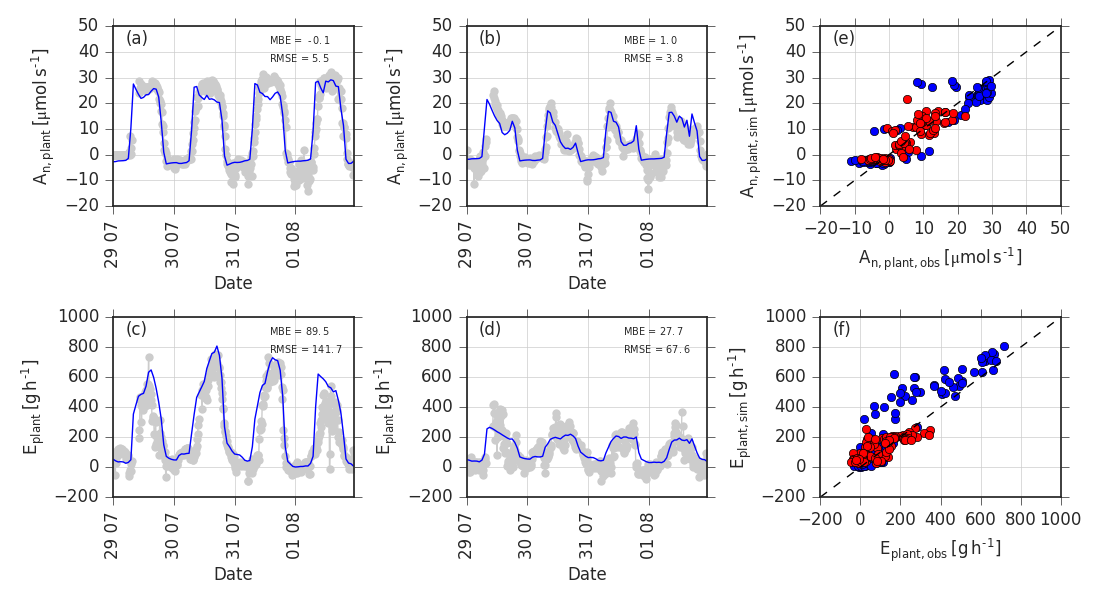 (a)
MBE = -0.1
RMSE = 5.5
50
40
30
20
10
0
−10
−20
A_n,plant [μmol s⁻¹]
29 07
30 07
31 07
01 08
Date
(b)
MBE = 1.0
RMSE = 3.8
50
40
30
20
10
0
−10
−20
A_n,plant [μmol s⁻¹]
29 07
30 07
31 07
01 08
Date
(e)
50
40
30
20
10
0
−10
−20
A_n,plant,sim [μmol s⁻¹]
−20 −10 0 10 20 30 40 50
A_n,plant,obs [μmol s⁻¹]
(c)
MBE = 89.5
RMSE = 141.7
1000
800
600
400
200
0
−200
E_plant [g h⁻¹]
29 07
30 07
31 07
01 08
Date
(d)
MBE = 27.7
RMSE = 67.6
1000
800
600
400
200
0
−200
E_plant [g h⁻¹]
29 07
30 07
31 07
01 08
Date
(f)
1000
800
600
400
200
0
−200
E_plant,sim [g h⁻¹]
−200 0 200 400 600 800 1000
E_plant,obs [g h⁻¹]